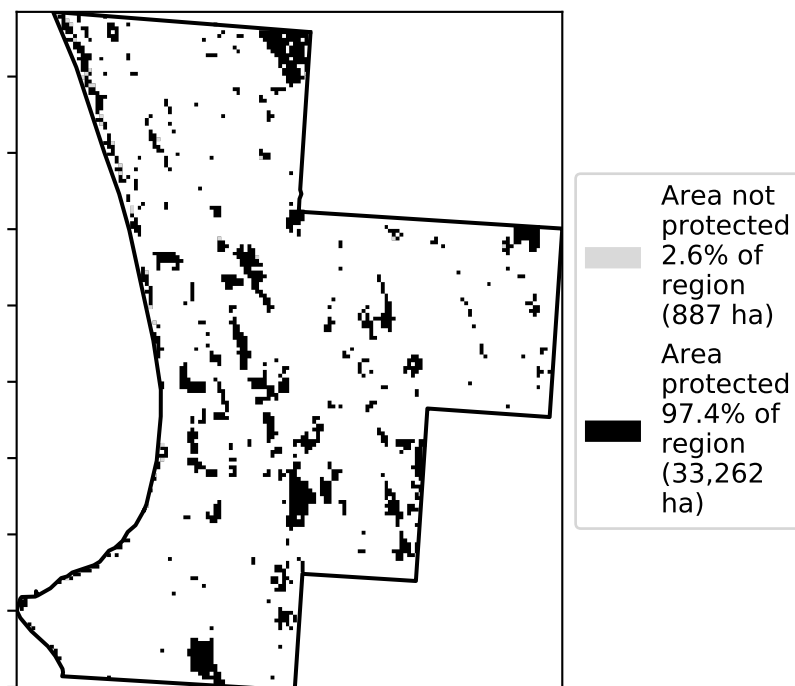 Area not
protected
2.6% of
region
(887 ha)
Area
protected
97.4% of
region
(33,262
ha)